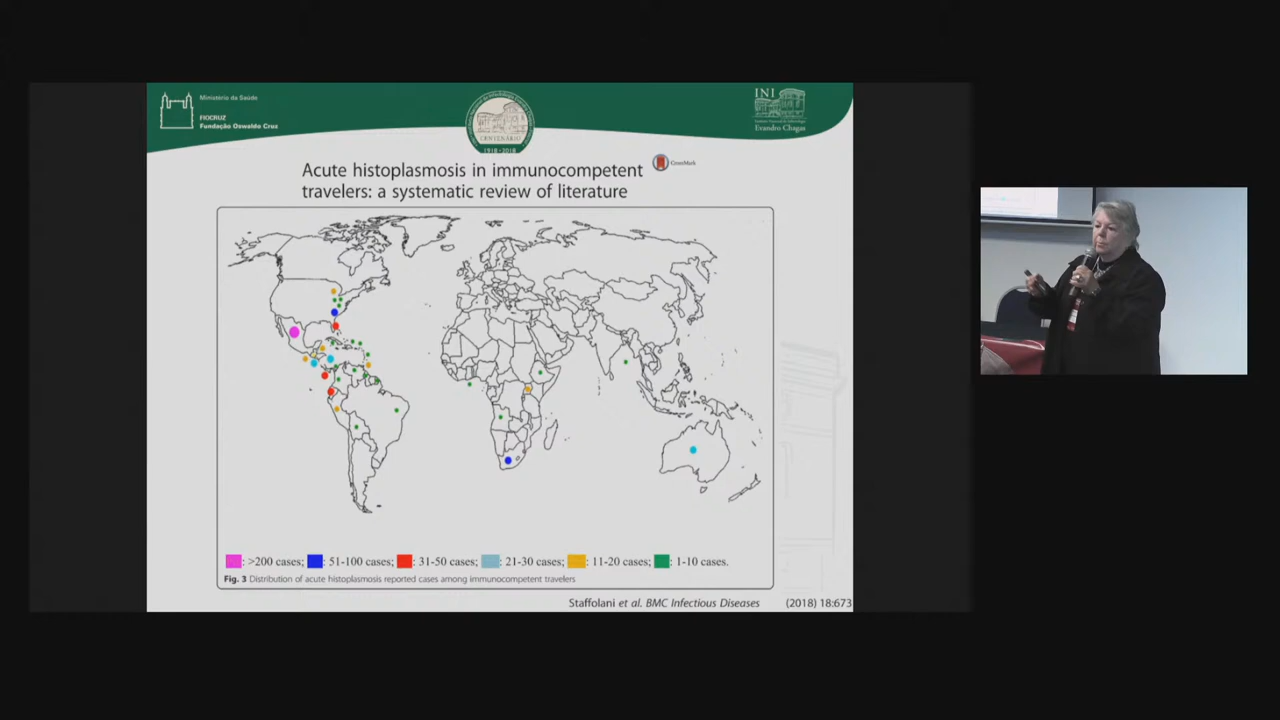 Ministério da Saúde
FIOCRUZ
Fundação Oswaldo Cruz
CENTENÁRIO
1918 - 2018
INI
Evandro Chagas
CrossMark
Acute histoplasmosis in immunocompetent
travelers: a systematic review of literature
: >200 cases; : 51-100 cases; : 31-50 cases; : 21-30 cases; : 11-20 cases; : 1-10 cases.
Fig. 3 Distribution of acute histoplasmosis reported cases among immunocompetent travelers
Staffolani et al. BMC Infectious Diseases (2018) 18:673